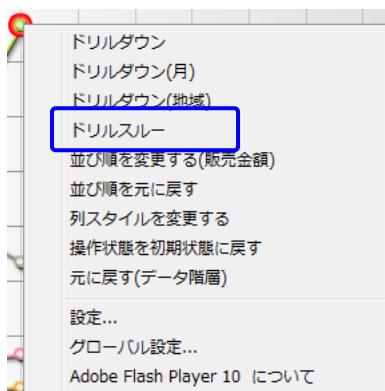 ドリルダウン
ドリルダウン(月)
ドリルダウン(地域)
ドリルスルー
並び順を変更する(販売金額)
並び順を元に戻す
列スタイルを変更する
操作状態を初期状態に戻す
元に戻す(データ階層)
設定...
グローバル設定...
Adobe Flash Player 10 について